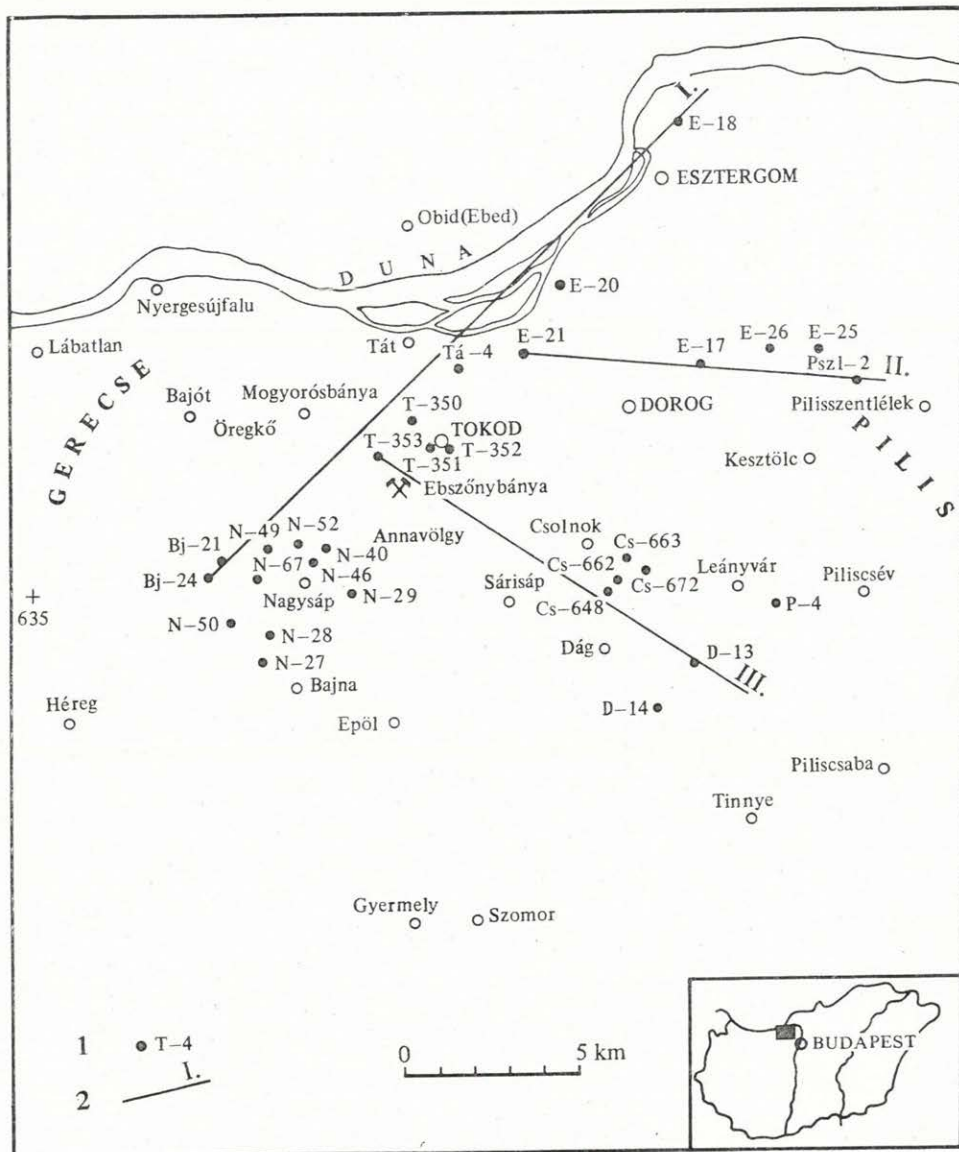 I.
E–18
ESZTERGOM
Obid(Ebed)
DUNA
E–20
Nyergesújfalu
E–21
E–26
E–25
Lábatlan
Tát
Tá–4
E–17
Pszl–2
II.
GERECSE
Bajót
Mogyorósbánya
Öregkő
T–350
DOROG
Pilisszentlélek
T–353
TOKOD
T–352
T–351
Kesztölc
PILIS
Ebszőnybánya
N–49
N–52
Annavölgy
Csolnok
Cs–663
Bj–21
N–67
N–40
Cs–662
Leányvár
Bj–24
N–46
Sárisáp
Cs–672
Piliscsév
635
Nagysáp
N–29
Cs–648
P–4
N–50
N–28
Dág
D–13
N–27
Bajna
III.
Héreg
Epöl
D–14
Piliscsaba
Tinnye
Gyermely
Szomor
1 T–4
0 5 km
BUDAPEST
2 I.